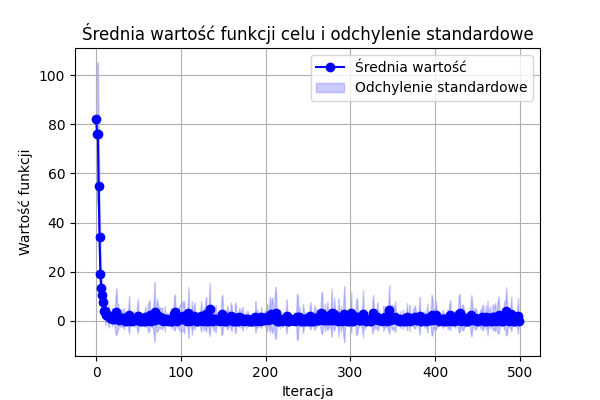 Średnia wartość funkcji celu i odchylenie standardowe
Średnia wartość
Odchylenie standardowe
Wartość funkcji
100
80
60
40
20
0
0 100 200 300 400 500
Iteracja